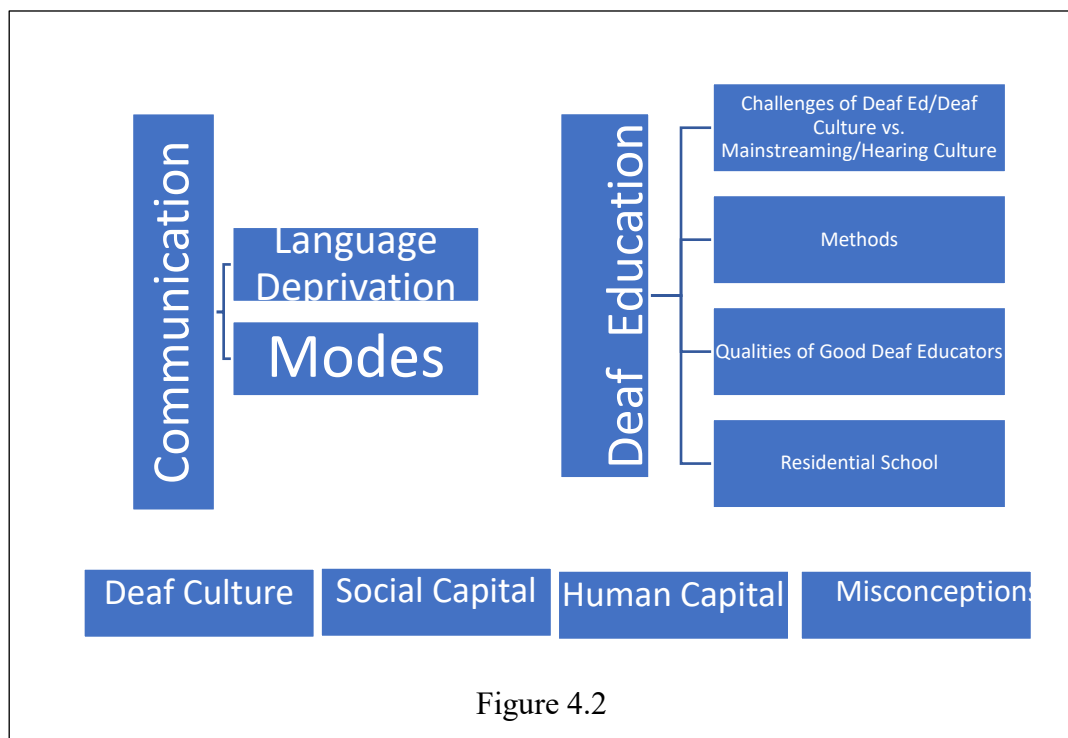 Communication
Language
Deprivation
Modes
Deaf Education
Challenges of Deaf Ed/Deaf
Culture vs.
Mainstreaming/Hearing Culture
Methods
Qualities of Good Deaf Educators
Residential School
Deaf Culture
Social Capital
Human Capital
Misconceptions
Figure 4.2